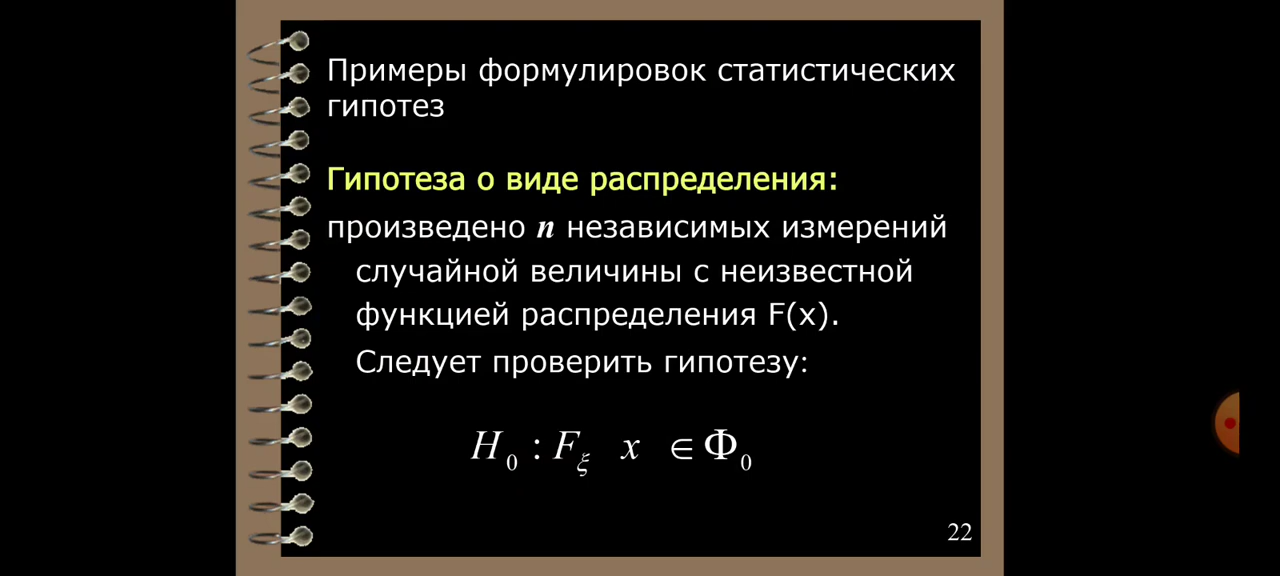 Примеры формулировок статистических
гипотез
Гипотеза о виде распределения:
произведено n независимых измерений
случайной величины с неизвестной
функцией распределения F(x).
Следует проверить гипотезу:
H₀ : F_ξ x ∈ Φ₀
22